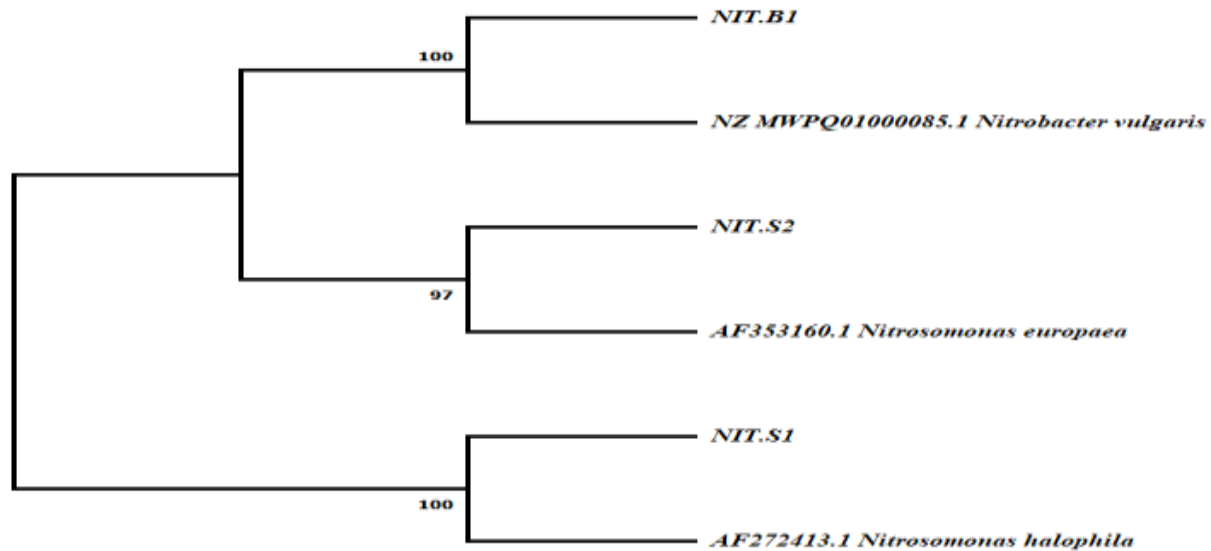 NIT.B1
100
NZ MWPQ01000085.1 Nitrobacter vulgaris
NIT.S2
97
AF353160.1 Nitrosomonas europaea
NIT.S1
100
AF272413.1 Nitrosomonas halophila